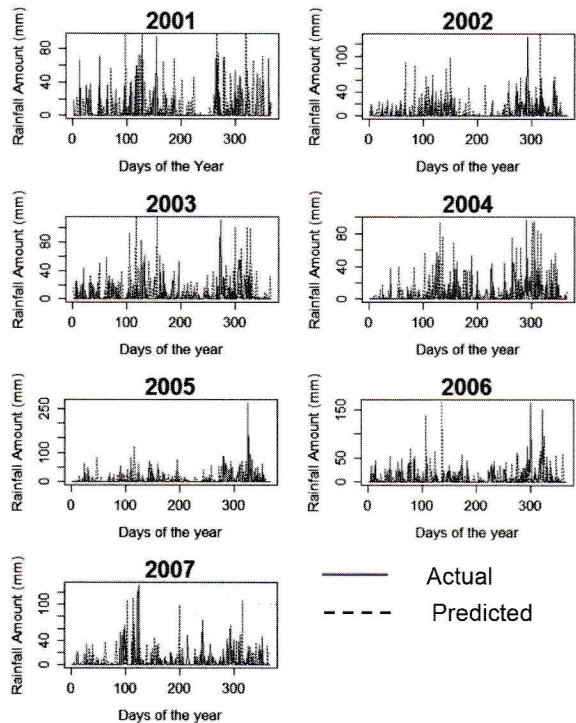 2001
2002
Rainfall Amount (mm)
0 40 80
0 100 200 300
Days of the Year
Rainfall Amount (mm)
0 40 80 120
0 100 200 300
Days of the Year
2003
2004
Rainfall Amount (mm)
0 40 80
0 100 200 300
Days of the year
Rainfall Amount (mm)
0 40 80
0 100 200 300
Days of the year
2005
2006
Rainfall Amount (mm)
0 100 250
0 100 200 300
Days of the year
Rainfall Amount (mm)
0 50 150
0 100 200 300
Days of the year
2007
Rainfall Amount (mm)
0 40 80 120
0 100 200 300
Days of the year
Actual
Predicted